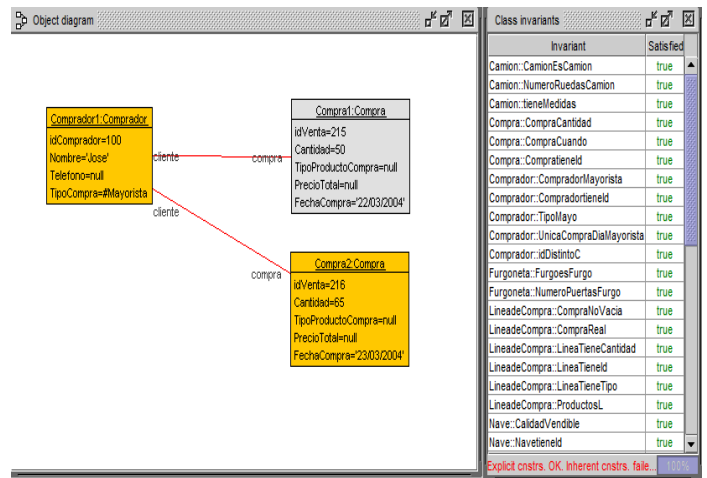 Object diagram
Comprador1:Comprador
idComprador=100
Nombre='Jose'
Telefono=null
TipoCompra=#Mayorista
cliente
compra
cliente
compra
Compra1:Compra
idVenta=215
Cantidad=50
TipoProductoCompra=null
PrecioTotal=null
FechaCompra='22/03/2004'
Compra2:Compra
idVenta=216
Cantidad=65
TipoProductoCompra=null
PrecioTotal=null
FechaCompra='23/03/2004'
Class invariants
Invariant Satisfied
Camion::CamionEsCamion true
Camion::NumeroRuedasCamion true
Camion::tieneMedidas true
Compra::CompraCantidad true
Compra::CompraCuando true
Compra::CompratieneId true
Comprador::CompradorMayorista true
Comprador::CompradortieneId true
Comprador::TipoMayo true
Comprador::UnicaCompraDiaMayorista true
Comprador::idDistintoC true
Furgoneta::FurgoesFurgo true
Furgoneta::NumeroPuertasFurgo true
LineadeCompra::CompraNoVacia true
LineadeCompra::CompraReal true
LineadeCompra::LineaTieneCantidad true
LineadeCompra::LineaTieneId true
LineadeCompra::LineaTieneTipo true
LineadeCompra::ProductosL true
Nave::CalidadVendible true
Nave::NavetieneId true
Explicit cnstrs. OK. Inherent cnstrs. faile... 100%